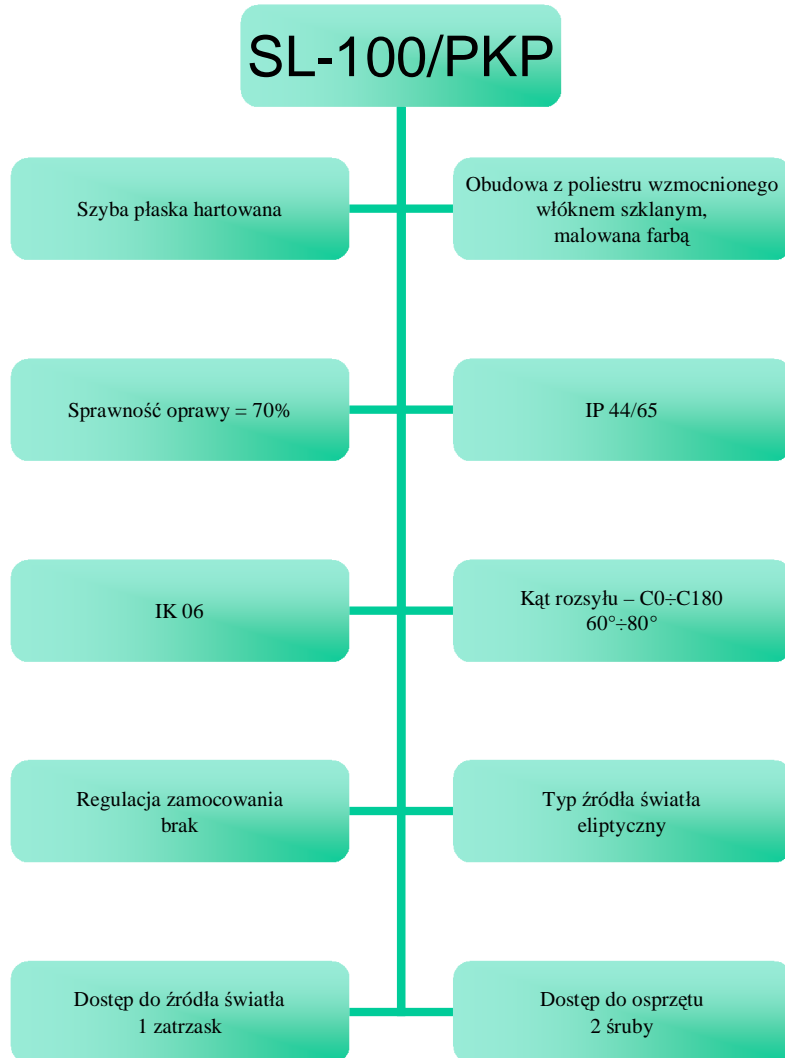 SL-100/PKP
Szyba płaska hartowana
Obudowa z poliestru wzmocnionego
włóknem szklanym,
malowana farbą
Sprawność oprawy = 70%
IP 44/65
IK 06
Kąt rozsyłu – C0÷C180
60°÷80°
Regulacja zamocowania
brak
Typ źródła światła
eliptyczny
Dostęp do źródła światła
1 zatrzask
Dostęp do osprzętu
2 śruby